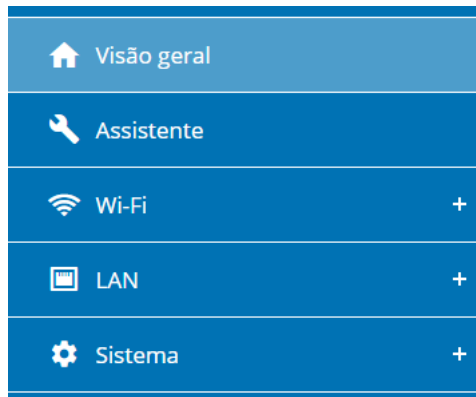 Visão geral
Assistente
Wi-Fi +
LAN +
Sistema +